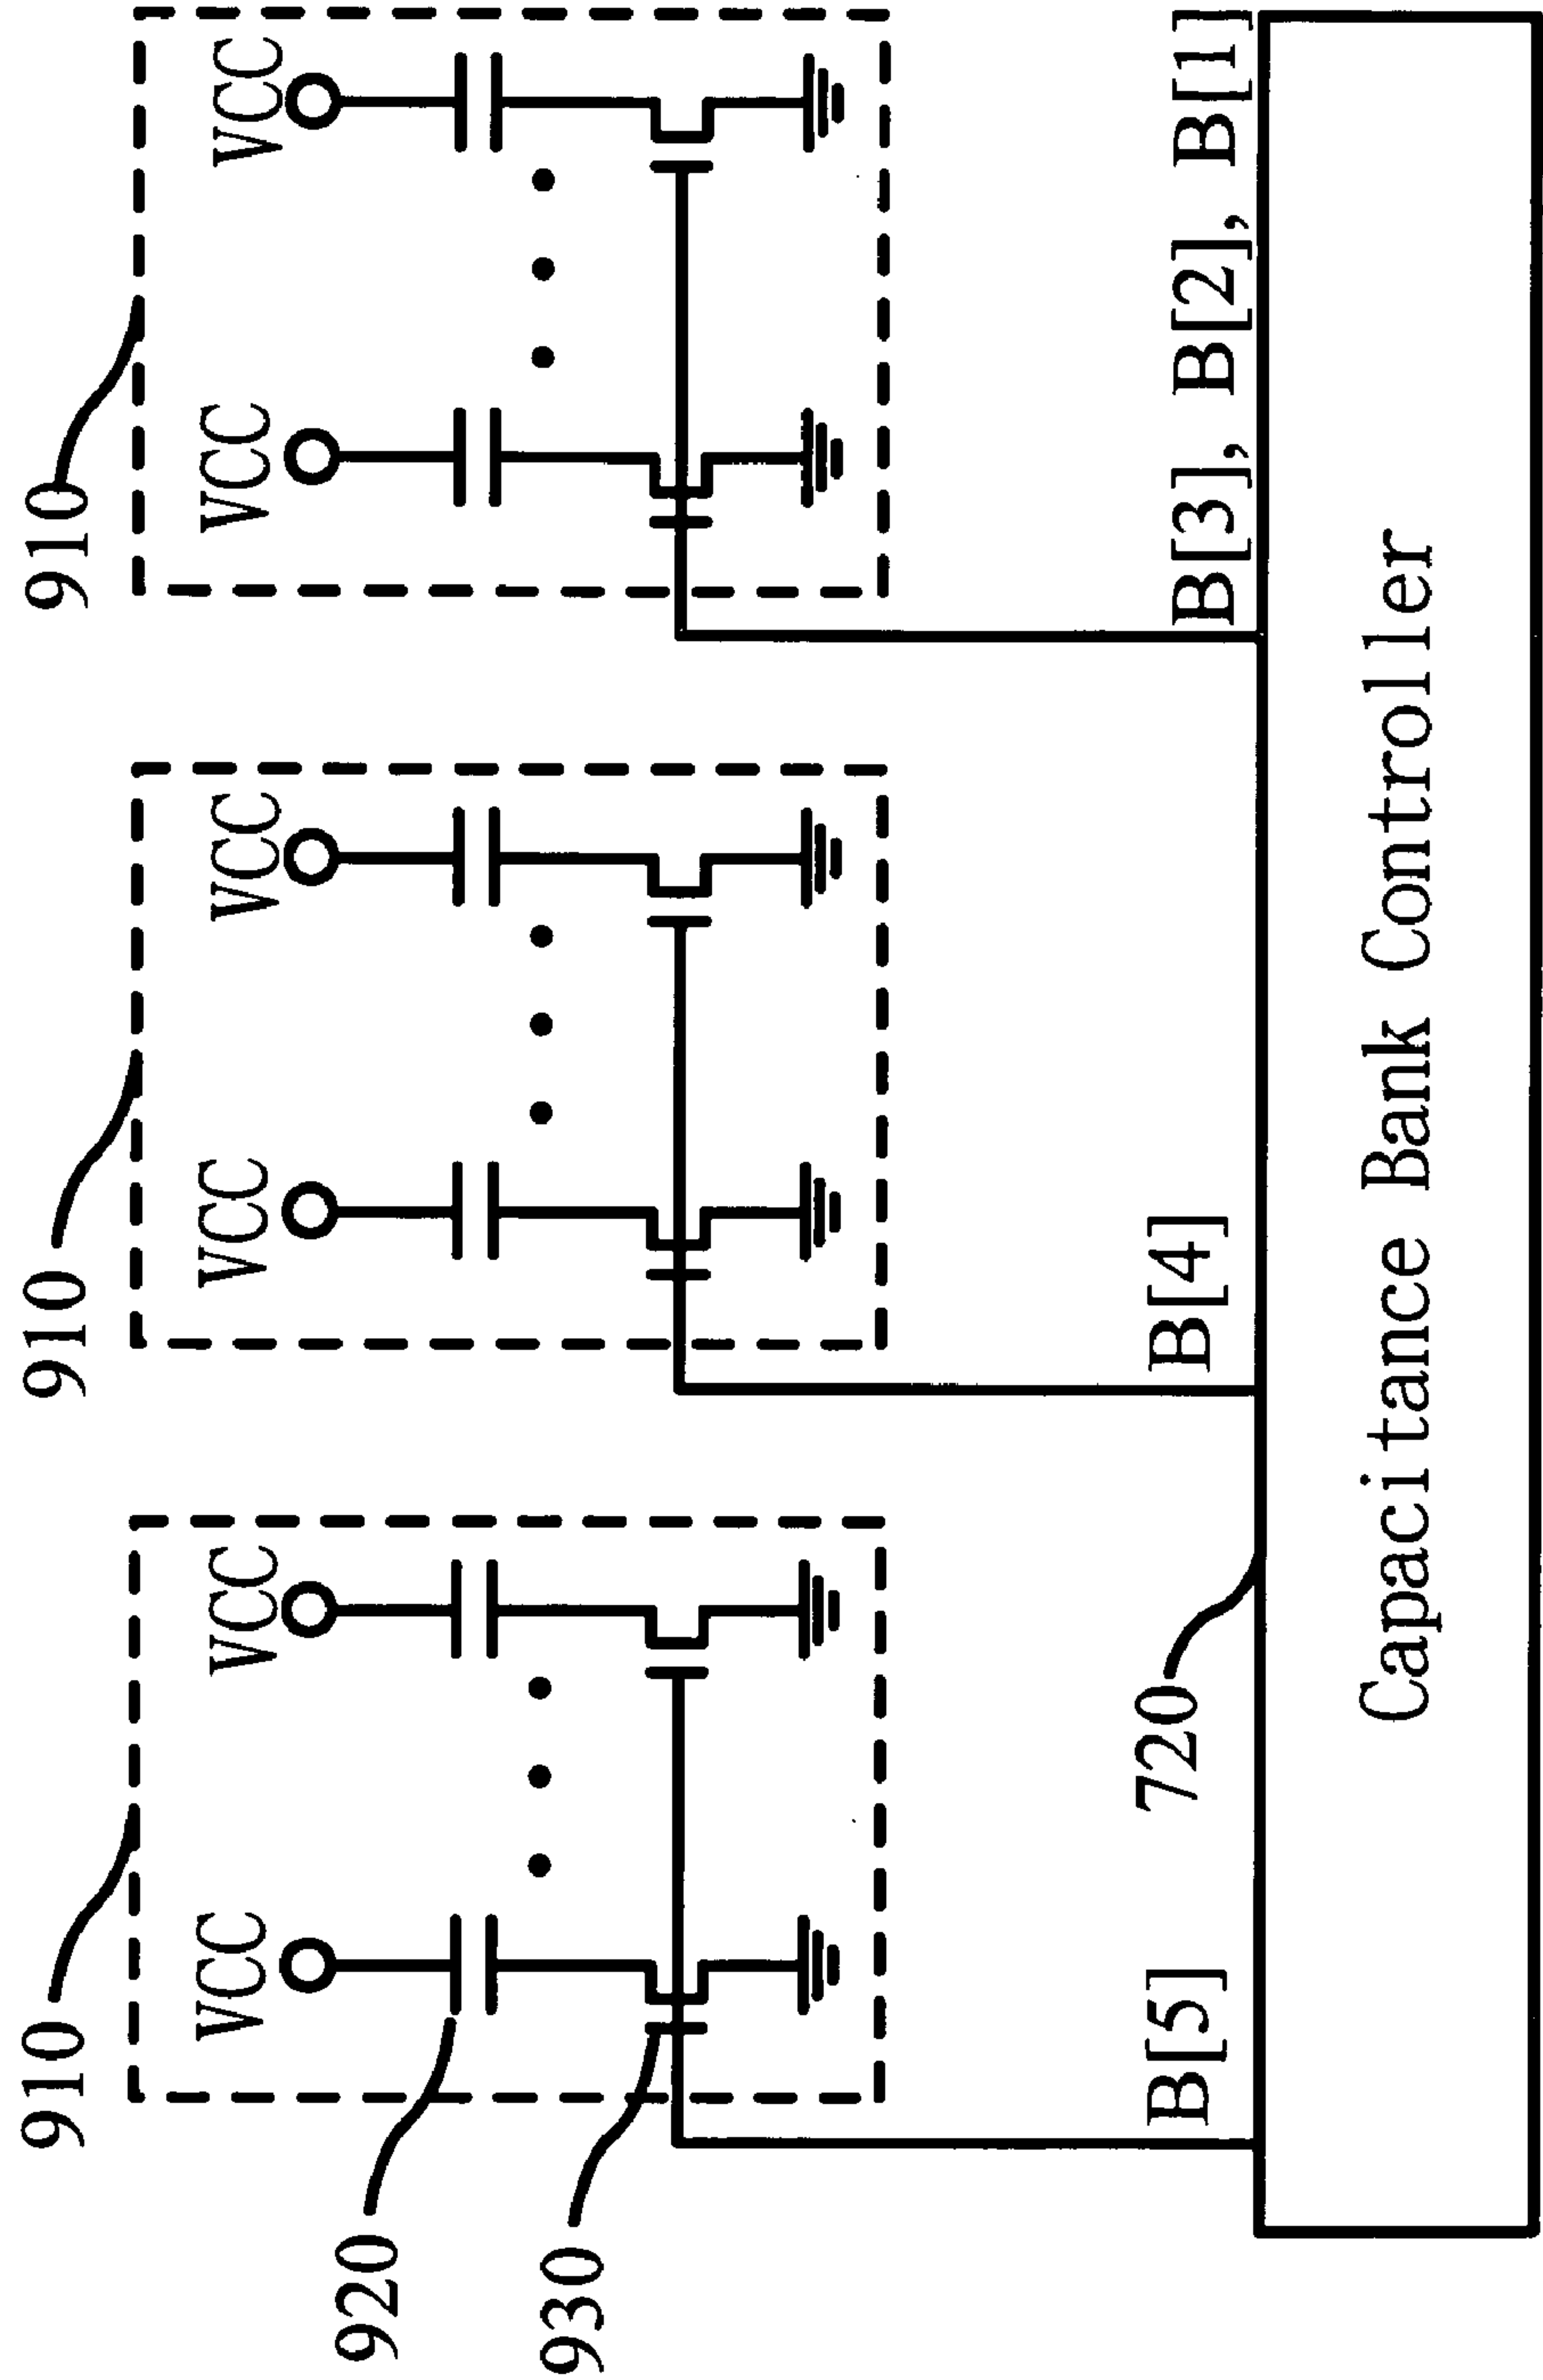 910
910
910
VCC
VCC
VCC
VCC
VCC
VCC
920
930
B[5]
720
B[4]
B[3], B[2], B[1]
Capacitance Bank Controller